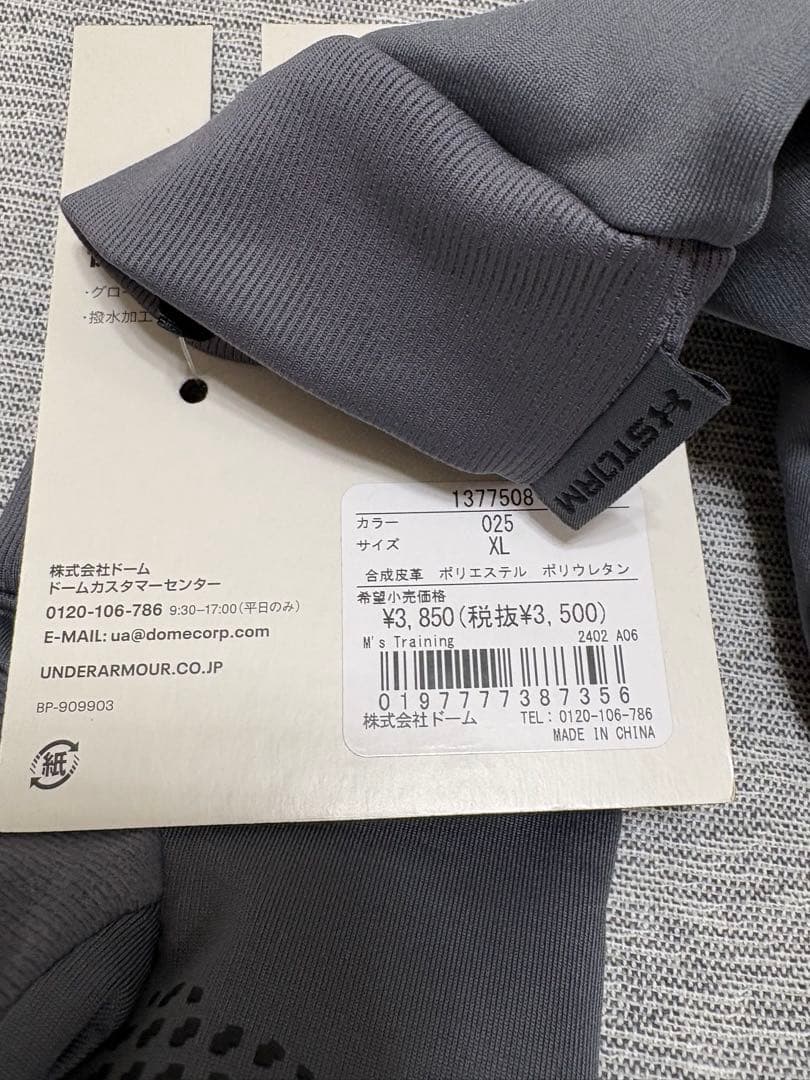 ・グロー
・撥水加工
STORM
株式会社ドーム
ドームカスタマーセンター
0120-106-786 9:30–17:00(平日のみ)
E-MAIL: ua@domecorp.com
UNDERARMOUR.CO.JP
BP-909903
紙
1377508
カラー 025
サイズ XL
合成皮革 ポリエステル ポリウレタン
希望小売価格
¥3,850(税抜¥3,500)
M's Training 2402 A06
0197777387356
株式会社ドーム TEL: 0120-106-786
MADE IN CHINA